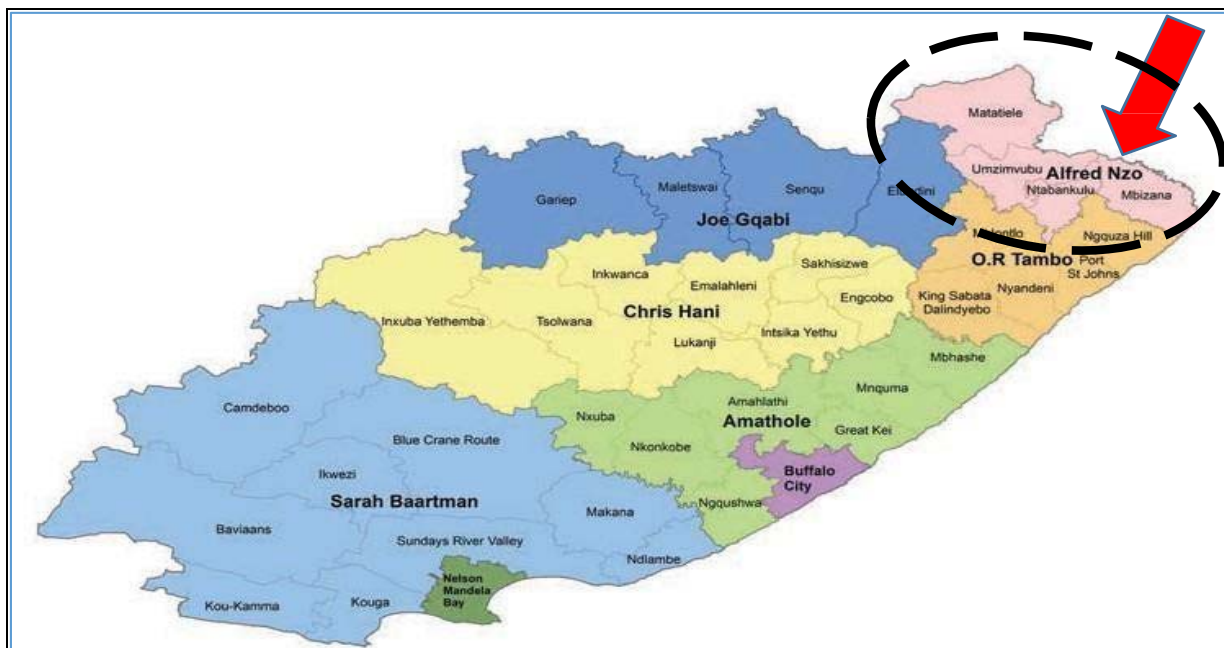 Matatiele
Umzimvubu
Alfred Nzo
Ntabankulu
Mbizana
Gariep
Maletswai
Senqu
Joe Gqabi
Ngquza Hill
O.R Tambo
Port
St Johns
Nyandeni
King Sabata
Dalindyebo
Inkwanca
Sakhisizwe
Emalahleni
Engcobo
Chris Hani
Inxuba Yethemba
Tsolwana
Intsika Yethu
Lukanji
Mbhashe
Mnquma
Amahlathi
Nxuba
Amathole
Great Kei
Nkonkobe
Buffalo
City
Ngqushwa
Camdeboo
Blue Crane Route
Ikwezi
Sarah Baartman
Makana
Baviaans
Sundays River Valley
Ndlambe
Nelson
Mandela
Bay
Kouga
Kou-Kamma